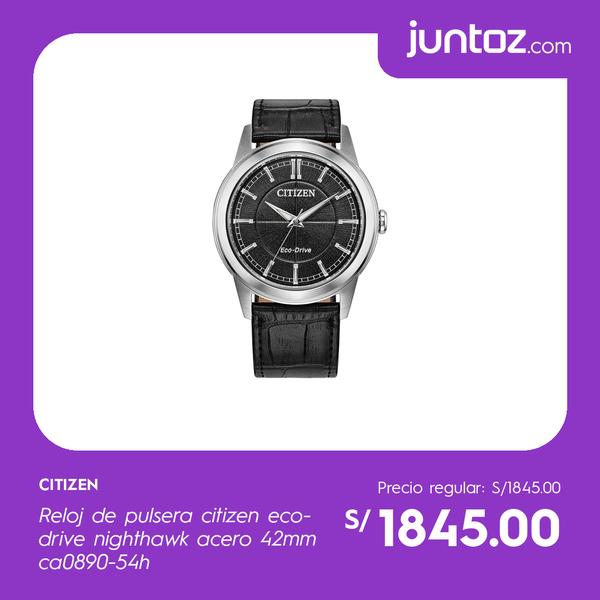 juntoz.com
CITIZEN
Eco-Drive
CITIZEN
Reloj de pulsera citizen eco-
drive nighthawk acero 42mm
ca0890-54h
Precio regular: S/1845.00
S/1845.00